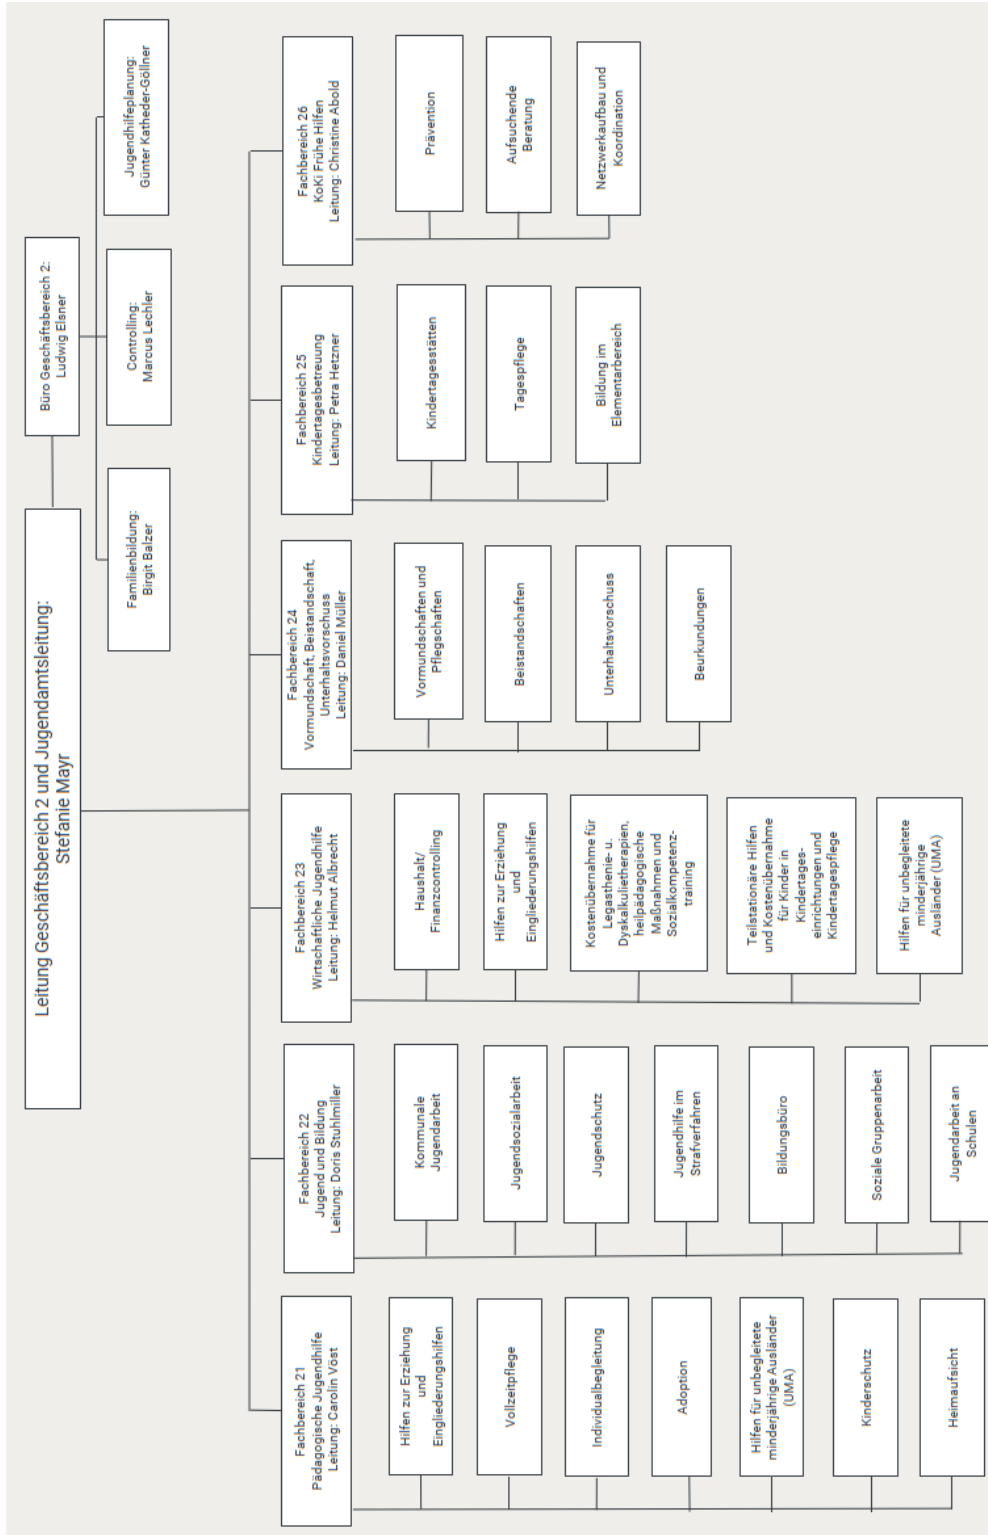 Leitung Geschäftsbereich 2 und Jugendamtsleitung:
Stefanie Mayr
Büro Geschäftsbereich 2:
Ludwig Elsner
Familienbildung:
Birgit Balzer
Controlling:
Marcus Lechler
Jugendhilfeplanung:
Günter Katheder-Göllner
Fachbereich 21
Pädagogische Jugendhilfe
Leitung: Carolin Vöst
Hilfen zur Erziehung
und
Eingliederungshilfen
Vollzeitpflege
Individualbegleitung
Adoption
Hilfen für unbegleitete
minderjährige Ausländer
(UMA)
Kinderschutz
Heimaufsicht
Fachbereich 22
Jugend und Bildung
Leitung: Doris Stuhlmiller
Kommunale
Jugendarbeit
Jugendsozialarbeit
Jugendschutz
Jugendhilfe im
Strafverfahren
Bildungsbüro
Soziale Gruppenarbeit
Jugendarbeit an
Schulen
Fachbereich 23
Wirtschaftliche Jugendhilfe
Leitung: Helmut Albrecht
Haushalt/
Finanzcontrolling
Hilfen zur Erziehung
und
Eingliederungshilfen
Kostenübernahme für
Legasthenie- u.
Dyskalkulietherapien,
heilpädagogische
Maßnahmen und
Sozialkompetenz-
training
Teilstationäre Hilfen
und Kostenübernahme
für Kinder in
Kindertages-
einrichtungen und
Kindertagespflege
Hilfen für unbegleitete
minderjährige
Ausländer (UMA)
Fachbereich 24
Vormundschaft, Beistandschaft,
Unterhaltsvorschuss
Leitung: Daniel Müller
Vormundschaften und
Pflegschaften
Beistandschaften
Unterhaltsvorschuss
Beurkundungen
Fachbereich 25
Kindertagesbetreuung
Leitung: Petra Hetzner
Kindertagesstätten
Tagespflege
Bildung im
Elementarbereich
Fachbereich 26
KoKi Frühe Hilfen
Leitung: Christine Abold
Prävention
Aufsuchende
Beratung
Netzwerkaufbau und
Koordination